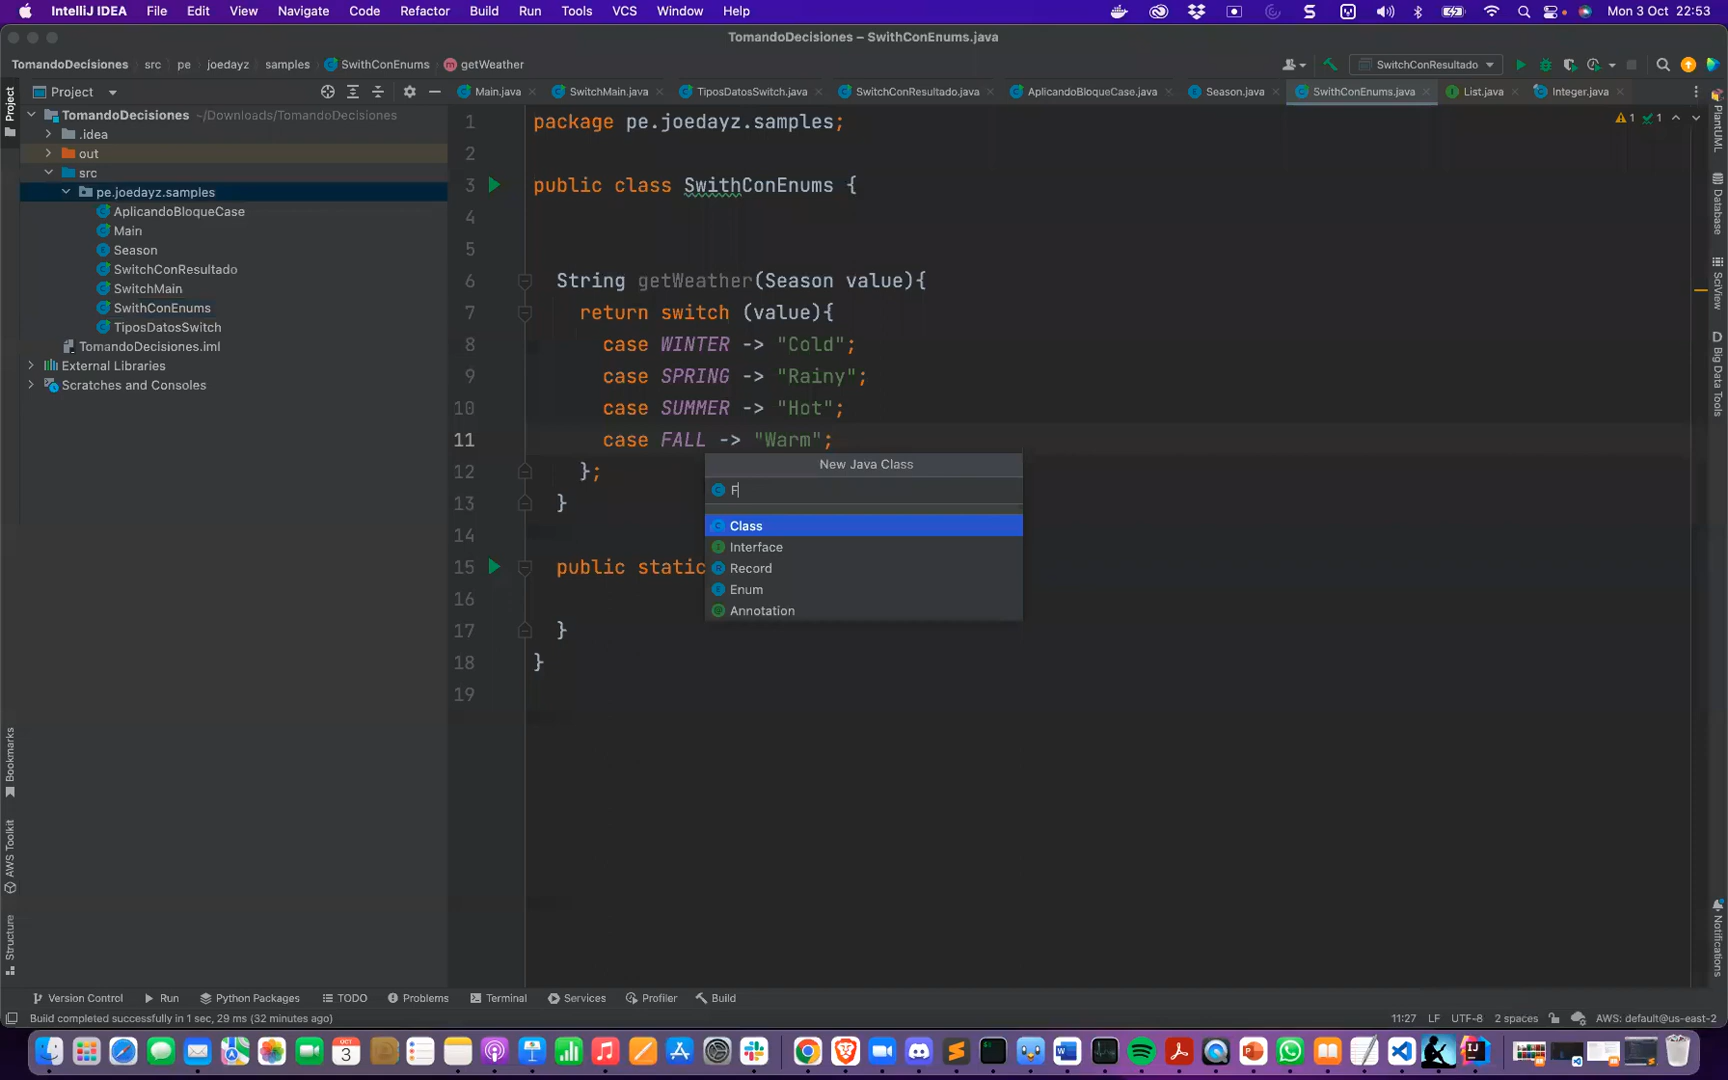 IntelliJ IDEA File Edit View Navigate Code Refactor Build Run Tools VCS Window Help Mon 3 Oct 22:53
TomandoDecisiones – SwithConEnums.java
TomandoDecisiones src pe joedayz samples SwithConEnums getWeather SwitchConResultado
Project Main.java SwitchMain.java TiposDatosSwitch.java SwitchConResultado.java AplicandoBloqueCase.java Season.java SwithConEnums.java List.java Integer.java
TomandoDecisiones ~/Downloads/TomandoDecisiones
.idea
out
src
pe.joedayz.samples
AplicandoBloqueCase
Main
Season
SwitchConResultado
SwitchMain
SwithConEnums
TiposDatosSwitch
TomandoDecisiones.iml
External Libraries
Scratches and Consoles
1 package pe.joedayz.samples;
2
3 public class SwithConEnums {
4
5
6 String getWeather(Season value){
7 return switch (value){
8 case WINTER -> "Cold";
9 case SPRING -> "Rainy";
10 case SUMMER -> "Hot";
11 case FALL -> "Warm";
12 };
13 }
14
15 public static
16
17 }
18 }
19
1 1
New Java Class
F
Class
Interface
Record
Enum
Annotation
Project
Bookmarks
AWS Toolkit
Structure
PlantUML
Database
SciView
Big Data Tools
Notifications
Version Control Run Python Packages TODO Problems Terminal Services Profiler Build
Build completed successfully in 1 sec, 29 ms (32 minutes ago) 11:27 LF UTF-8 2 spaces AWS: default@us-east-2
OCT
3